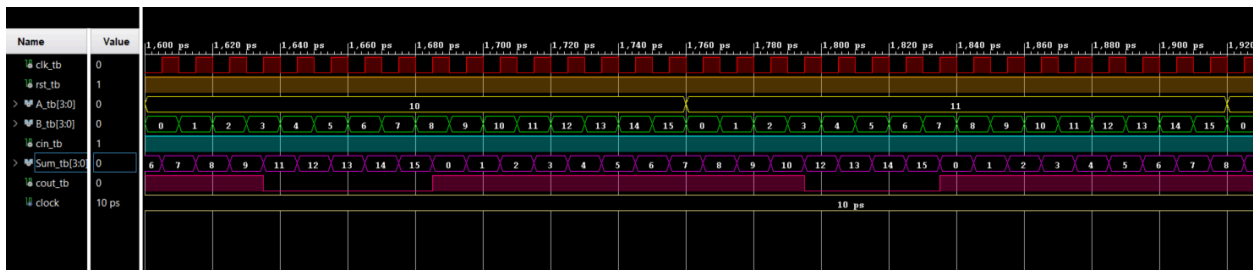 Name Value 1,600 ps 1,620 ps 1,640 ps 1,660 ps 1,680 ps 1,700 ps 1,720 ps 1,740 ps 1,760 ps 1,780 ps 1,800 ps 1,820 ps 1,840 ps 1,860 ps 1,880 ps 1,900 ps 1,920
clk_tb 0
rst_tb 1
A_tb[3:0] 0 10 11
B_tb[3:0] 0 0 1 2 3 4 5 6 7 8 9 10 11 12 13 14 15 0 1 2 3 4 5 6 7 8 9 10 11 12 13 14 15 0
cin_tb 1
Sum_tb[3:0] 0 6 7 8 9 11 12 13 14 15 0 1 2 3 4 5 6 7 8 9 10 12 13 14 15 0 1 2 3 4 5 6 7 8
cout_tb 0
clock 10 ps 10 ps